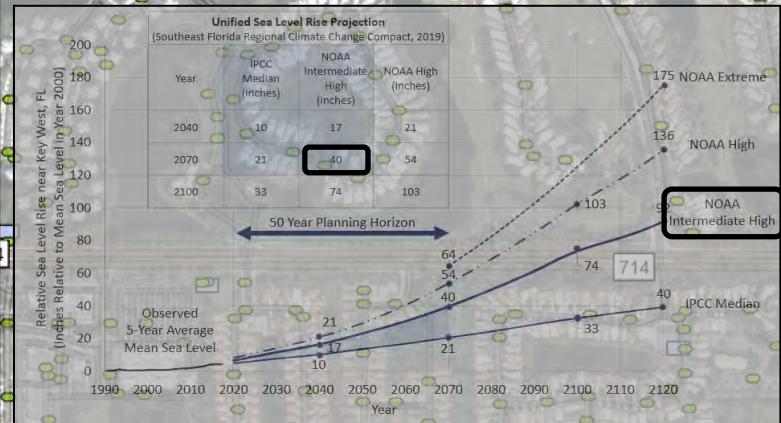 Unified Sea Level Rise Projection
(Southeast Florida Regional Climate Change Compact, 2019)
Year
IPCC
Median
(inches)
NOAA
Intermediate
High
(inches)
NOAA High
(inches)
2040 10 17 21
2070 21 40 54
2100 33 74 103
Relative Sea Level Rise near Key West, FL
(Inches Relative to Mean Sea Level in Year 2000)
200
180
160
140
120
100
80
60
40
20
0
50 Year Planning Horizon
Observed
5-Year Average
Mean Sea Level
175 NOAA Extreme
136
NOAA High
103
92
NOAA
Intermediate High
74
714
64
54
40
40
IPCC Median
33
21
21
17
10
1990 2000 2010 2020 2030 2040 2050 2060 2070 2080 2090 2100 2110 2120
Year